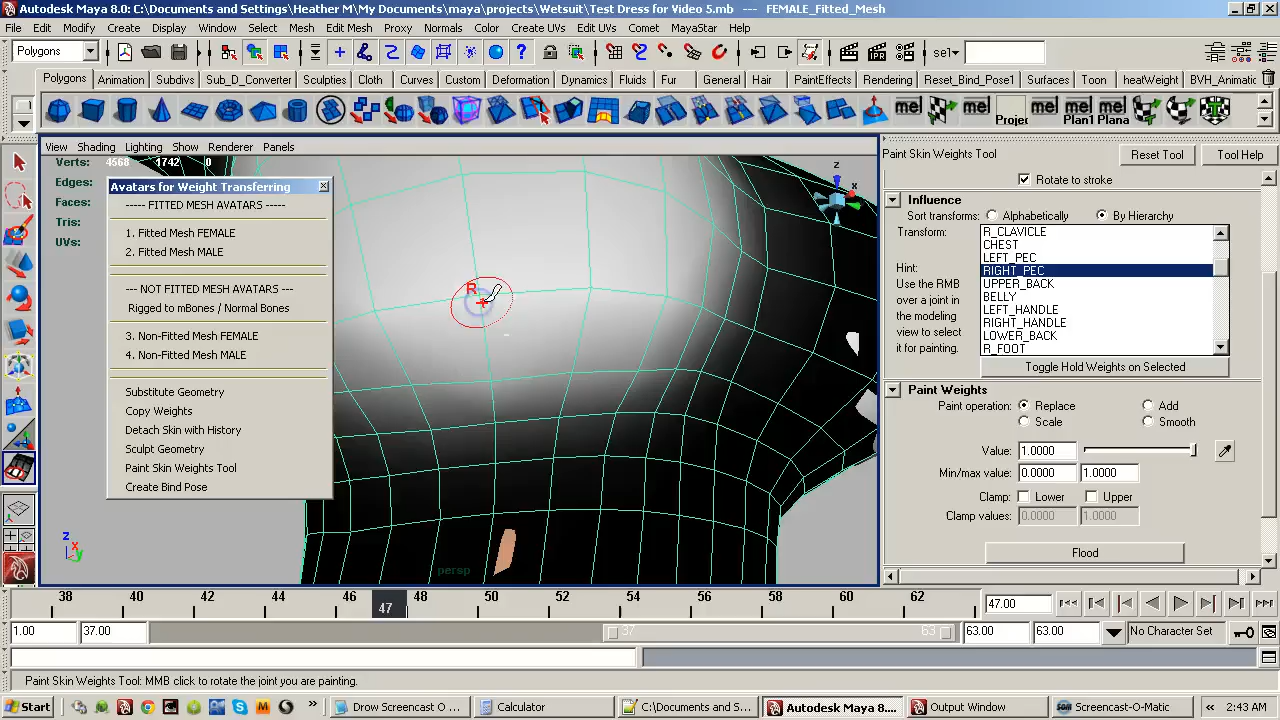 Autodesk Maya 8.0: C:\Documents and Settings\Heather M\My Documents\maya\projects\Wetsuit\Test Dress for Video 5.mb --- FEMALE_Fitted_Mesh
File Edit Modify Create Display Window Select Mesh Edit Mesh Proxy Normals Color Create UVs Edit UVs Comet MayaStar Help
Polygons sel
Polygons Animation Subdivs Sub_D_Converter Sculpties Cloth Curves Custom Deformation Dynamics Fluids Fur General Hair PaintEffects Rendering Reset_Bind_Pose1 Surfaces Toon heatWeight BVH_Animatic
mel mel Projec mel mel mel
Plan1 Plana
View Shading Lighting Show Renderer Panels
Verts: 4568 1742 0
Edges:
Faces:
Tris:
UVs:
Avatars for Weight Transferring
----- FITTED MESH AVATARS -----
1. Fitted Mesh FEMALE
2. Fitted Mesh MALE
--- NOT FITTED MESH AVATARS ---
Rigged to mBones / Normal Bones
3. Non-Fitted Mesh FEMALE
4. Non-Fitted Mesh MALE
Substitute Geometry
Copy Weights
Detach Skin with History
Sculpt Geometry
Paint Skin Weights Tool
Create Bind Pose
R
z
x
z
x
y
persp
Paint Skin Weights Tool Reset Tool Tool Help
Rotate to stroke
Influence
Sort transforms: Alphabetically By Hierarchy
Transform:
R_CLAVICLE
CHEST
LEFT_PEC
RIGHT_PEC
UPPER_BACK
BELLY
LEFT_HANDLE
RIGHT_HANDLE
LOWER_BACK
R_FOOT
Hint:
Use the RMB
over a joint in
the modeling
view to select
it for painting.
Toggle Hold Weights on Selected
Paint Weights
Paint operation: Replace Add
Scale Smooth
Value: 1.0000
Min/max value: 0.0000 1.0000
Clamp: Lower Upper
Clamp values: 0.0000 1.0000
Flood
38 40 42 44 46 47 48 50 52 54 56 58 60 62 47.00
1.00 37.00 37 63 63.00 63.00 No Character Set
Paint Skin Weights Tool: MMB click to rotate the joint you are painting.
Start Drow Screencast O ... Calculator C:\Documents and S... Autodesk Maya 8.... Output Window Screencast-O-Matic 2:43 AM